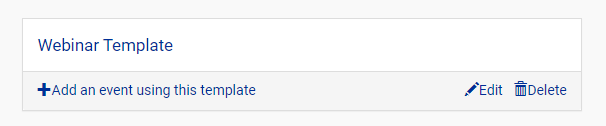 Webinar Template
Add an event using this template Edit Delete